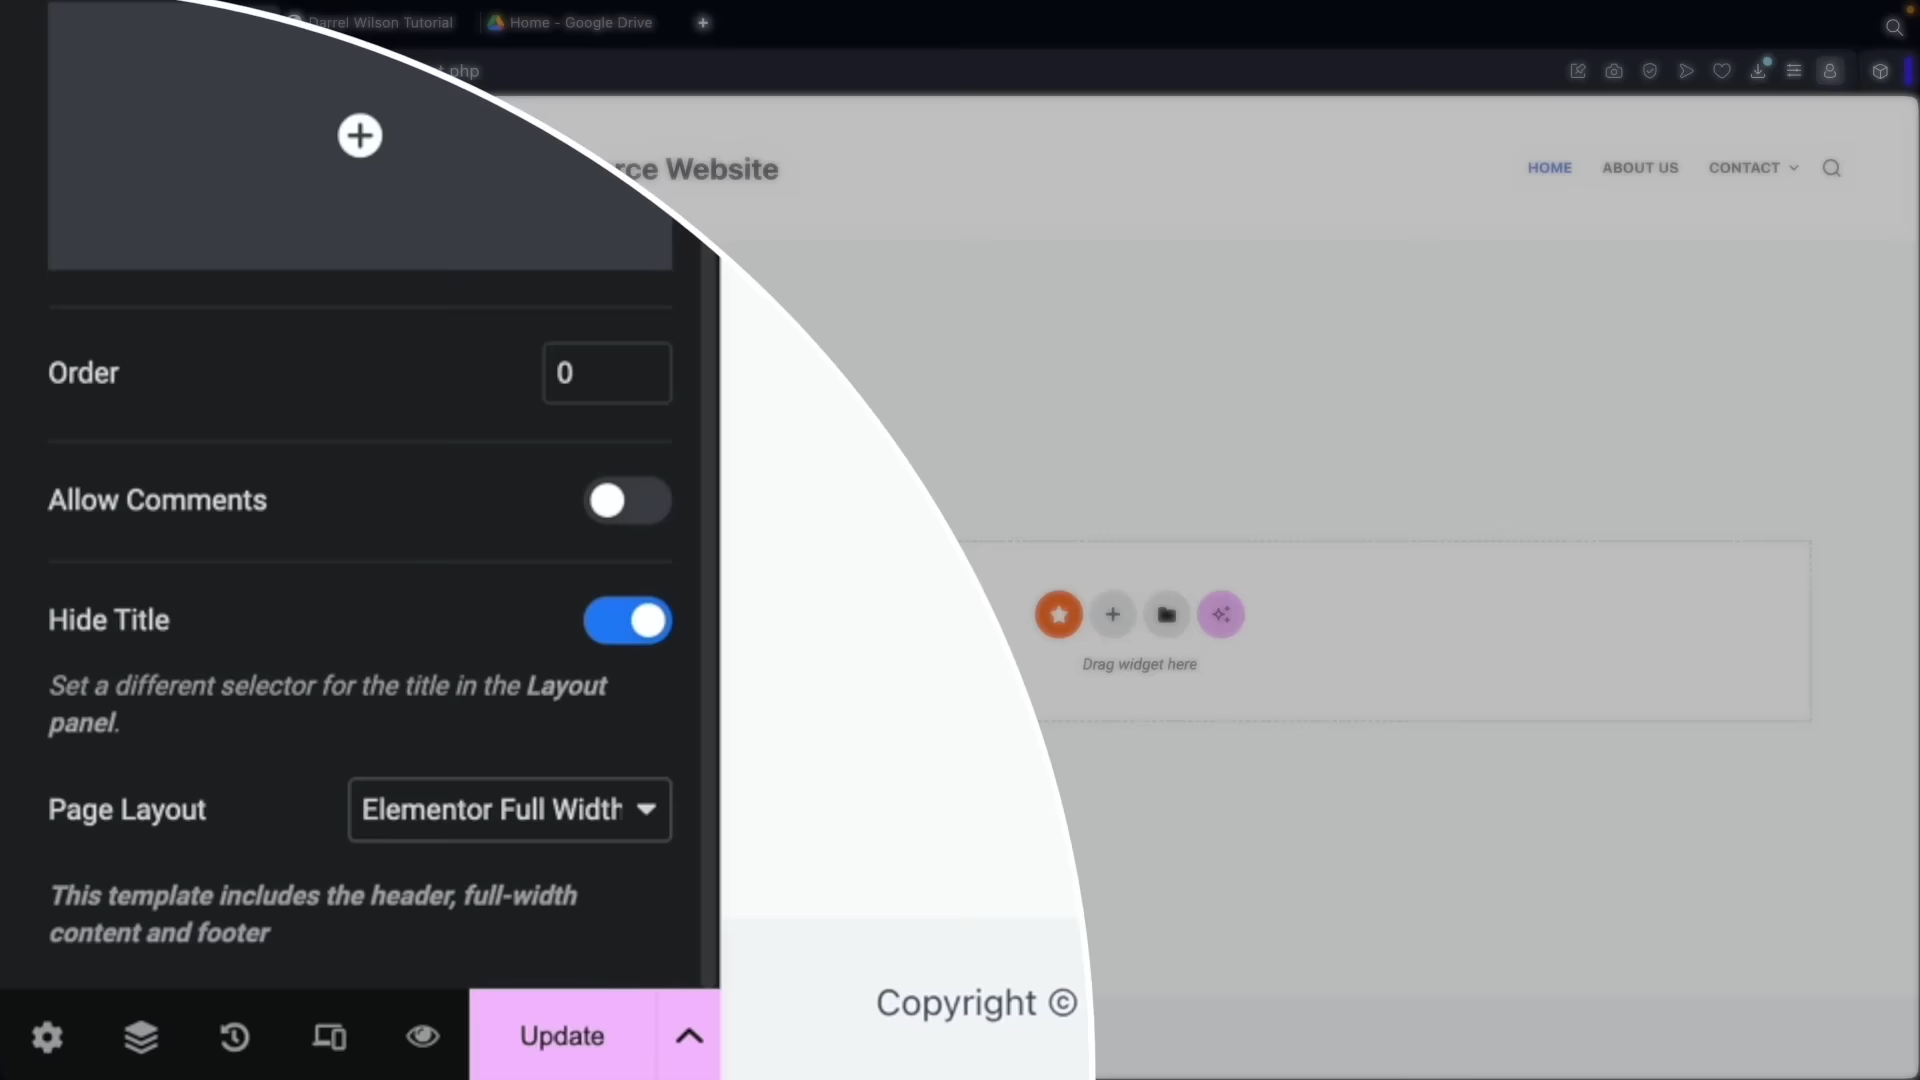 Darrel Wilson Tutorial
Home - Google Drive
.php
rce Website
HOME
ABOUT US
CONTACT
Order
0
Allow Comments
Hide Title
Set a different selector for the title in the Layout
panel.
Page Layout
Elementor Full Width
This template includes the header, full-width
content and footer
Update
Drag widget here
Copyright ©